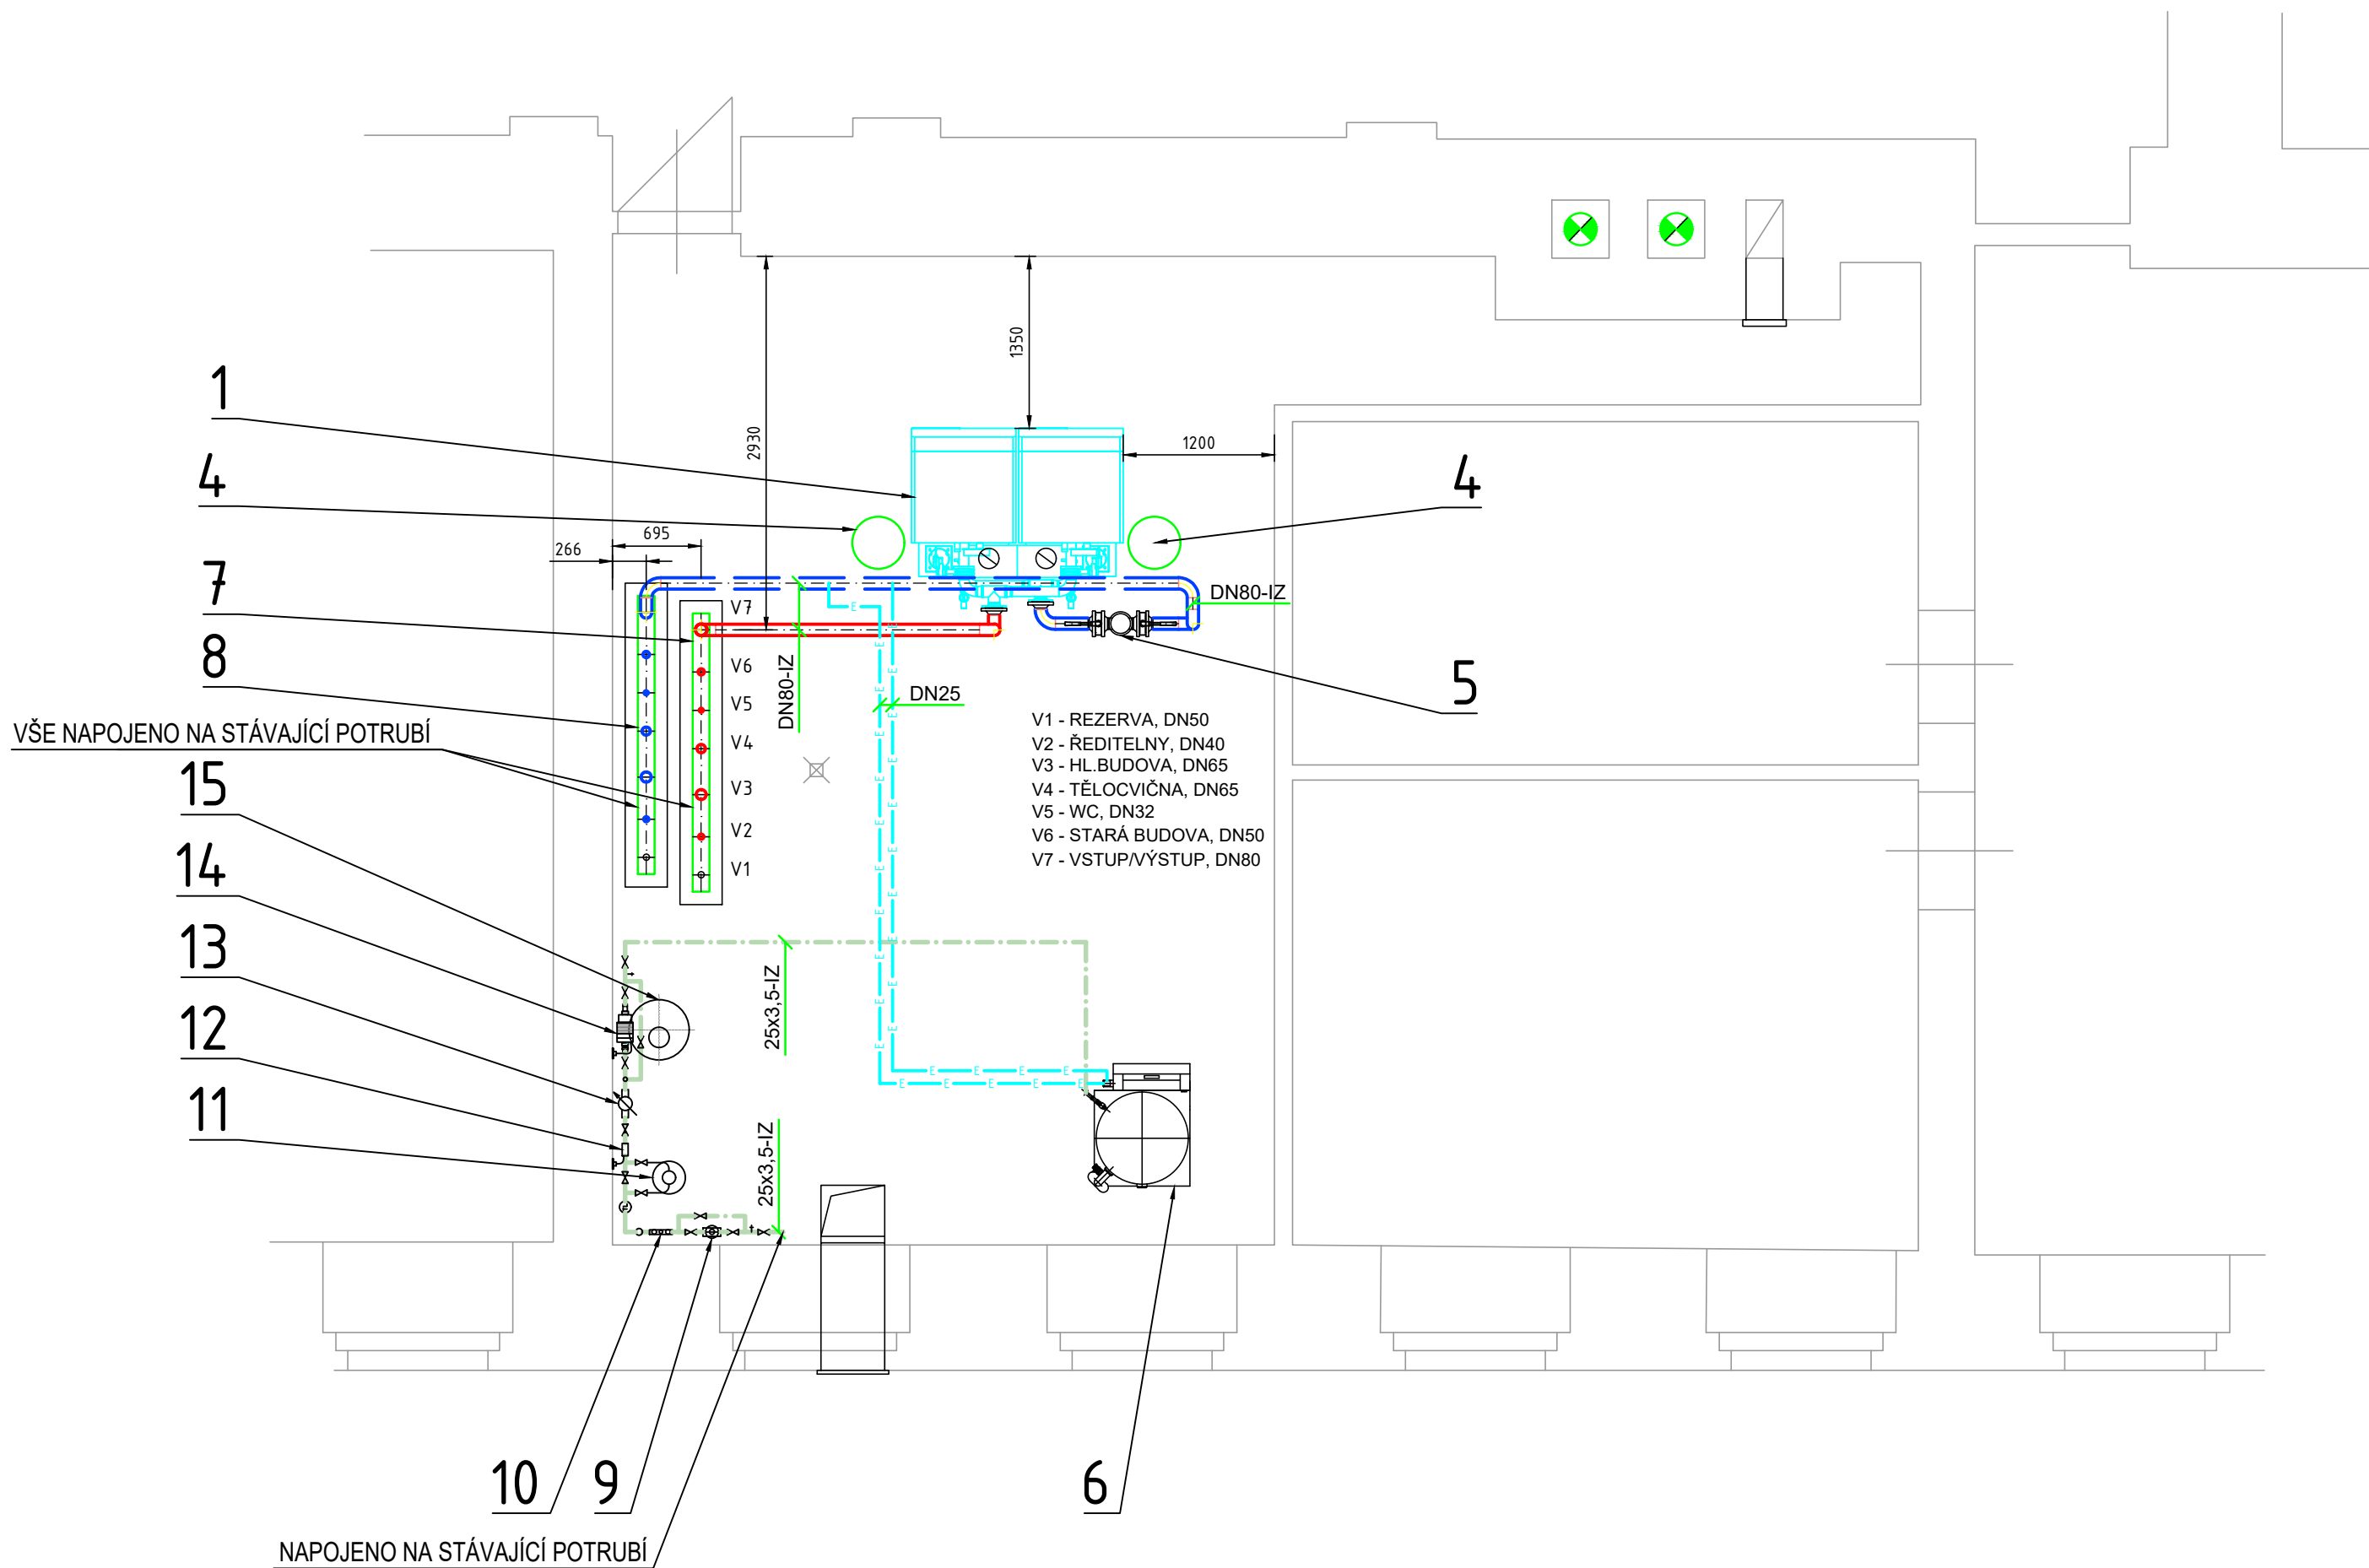 1350
2930
1200
1
4
4
695
266
7
DN80-IZ
V7
8
V6
DN80-IZ
5
V5
DN25
VŠE NAPOJENO NA STÁVAJÍCÍ POTRUBÍ
V4
V3
V2
V1
V1 - REZERVA, DN50
V2 - ŘEDITELNY, DN40
V3 - HL.BUDOVA, DN65
V4 - TĚLOCVIČNA, DN65
V5 - WC, DN32
V6 - STARÁ BUDOVA, DN50
V7 - VSTUP/VÝSTUP, DN80
15
14
13
25x3,5-IZ
12
11
25x3,5-IZ
10
9
6
NAPOJENO NA STÁVAJÍCÍ POTRUBÍ